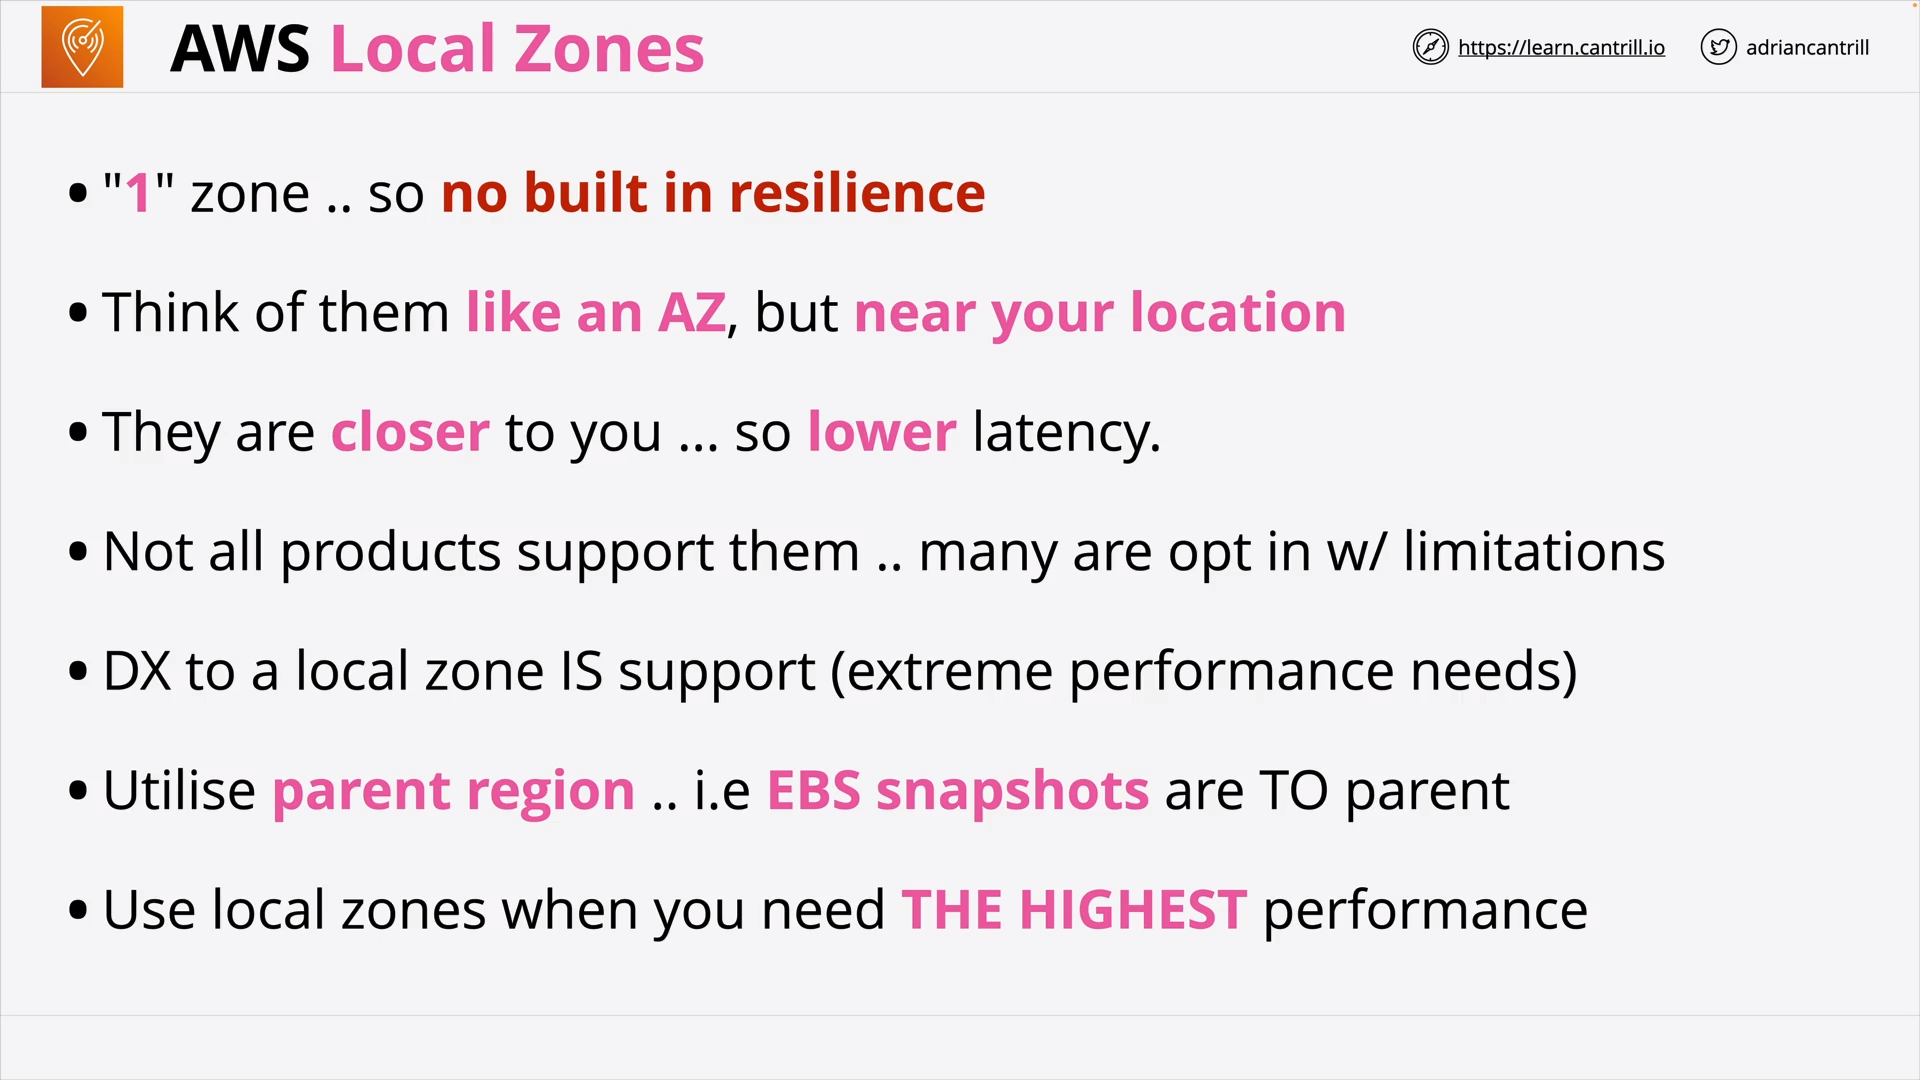 AWS Local Zones
https://learn.cantrill.io
adriancantrill
• "1" zone .. so no built in resilience
• Think of them like an AZ, but near your location
• They are closer to you ... so lower latency.
• Not all products support them .. many are opt in w/ limitations
• DX to a local zone IS support (extreme performance needs)
• Utilise parent region .. i.e EBS snapshots are TO parent
• Use local zones when you need THE HIGHEST performance